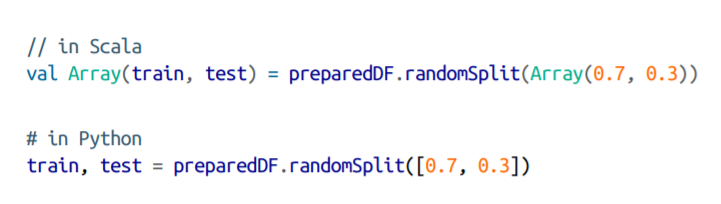 // in Scala
val Array(train, test) = preparedDF.randomSplit(Array(0.7, 0.3))
# in Python
train, test = preparedDF.randomSplit([0.7, 0.3])